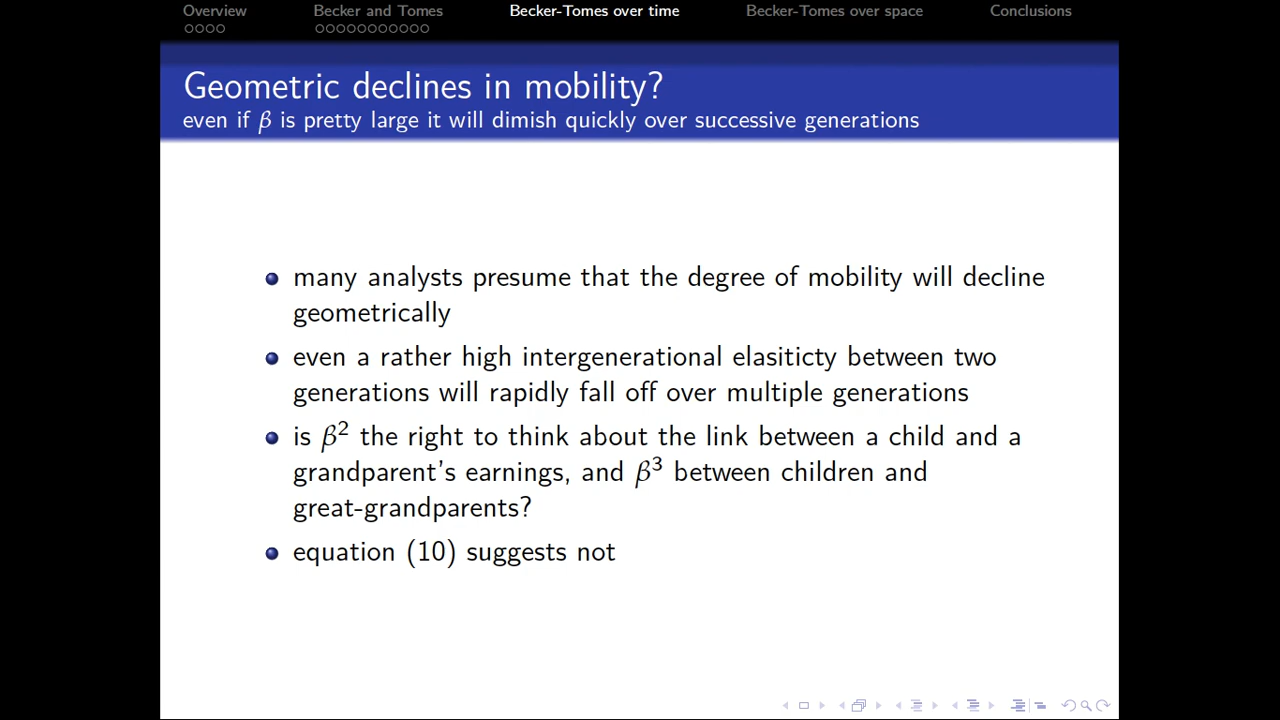 Overview Becker and Tomes Becker-Tomes over time Becker-Tomes over space Conclusions
Geometric declines in mobility?
even if β is pretty large it will dimish quickly over successive generations
many analysts presume that the degree of mobility will decline
geometrically
even a rather high intergenerational elasiticty between two
generations will rapidly fall off over multiple generations
is β² the right to think about the link between a child and a
grandparent's earnings, and β³ between children and
great-grandparents?
equation (10) suggests not